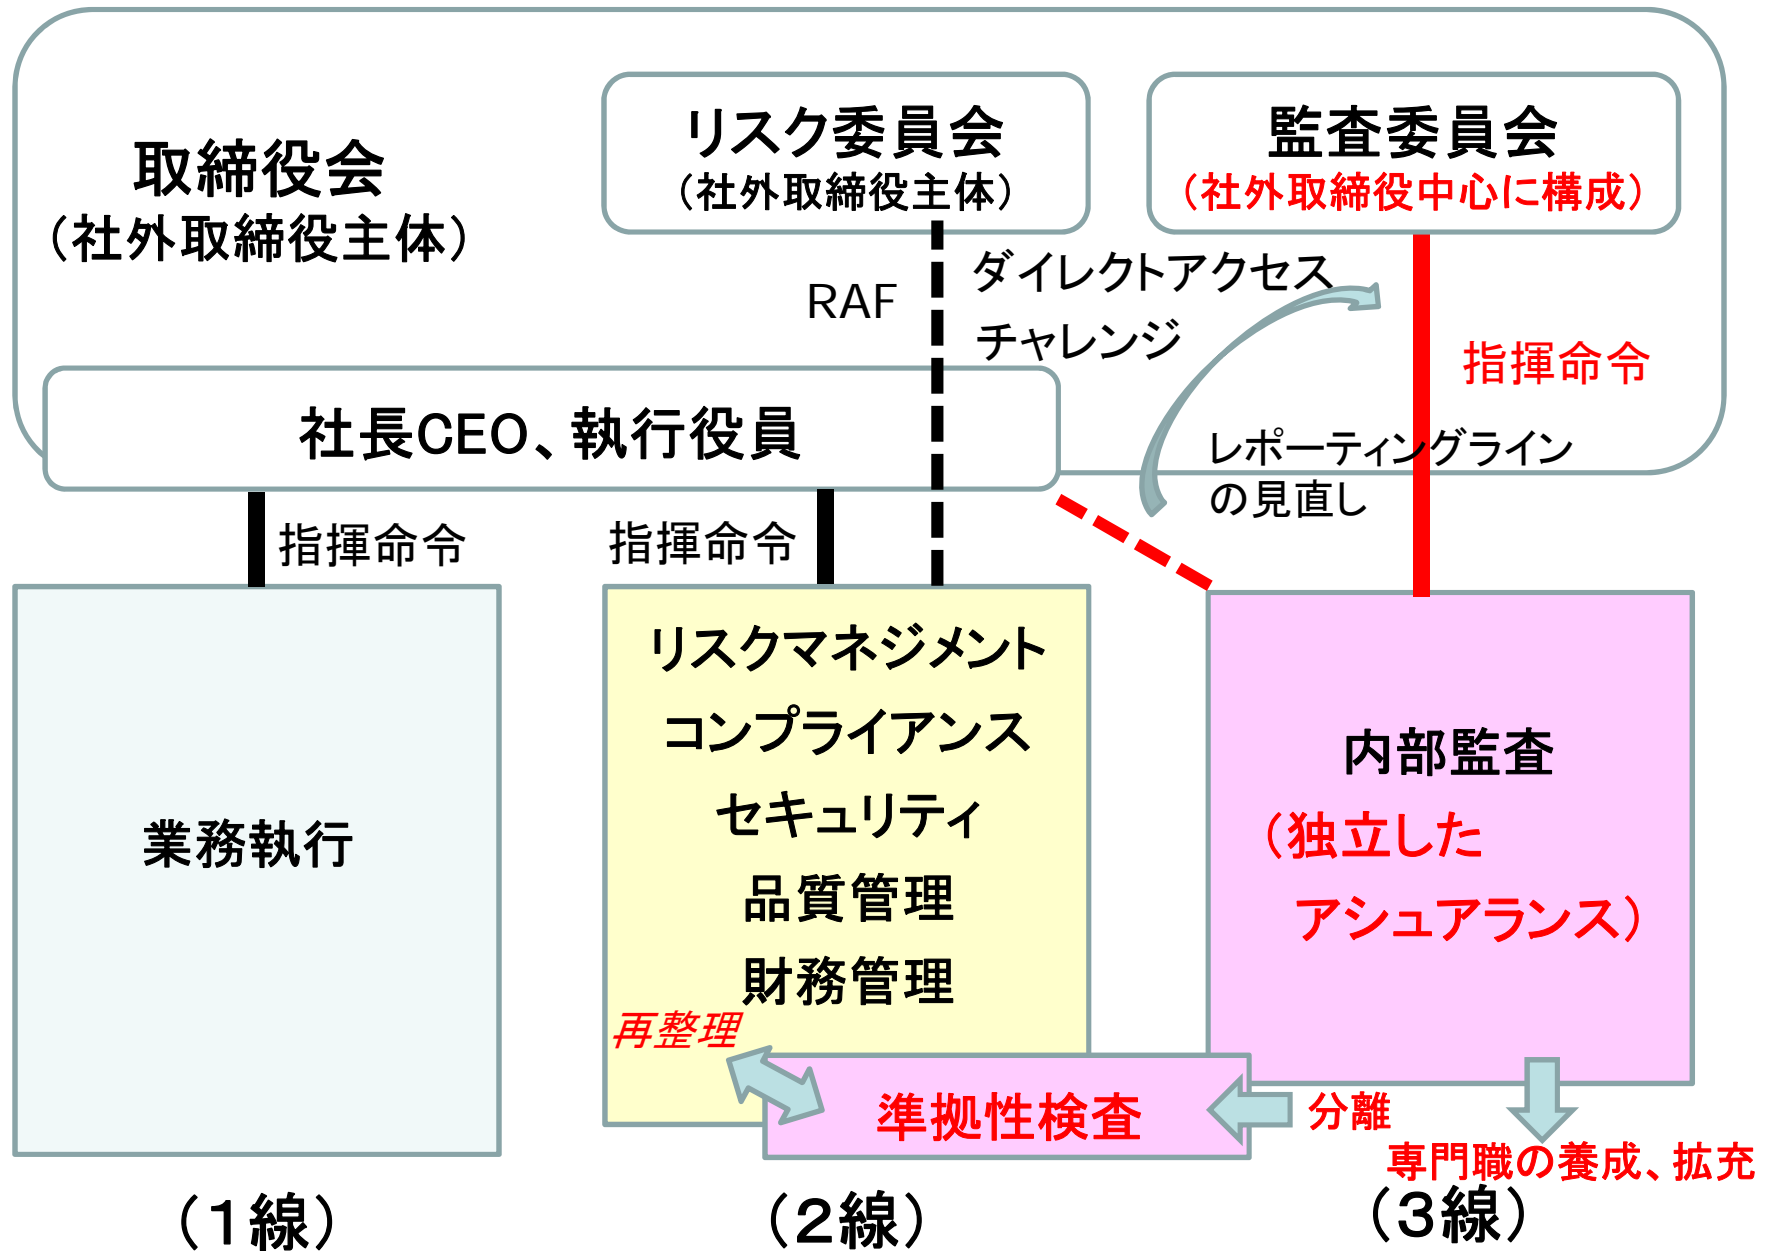 取締役会
（社外取締役主体）
リスク委員会
（社外取締役主体）
監査委員会
（社外取締役中心に構成）
RAF
ダイレクトアクセス
チャレンジ
指揮命令
社長CEO、執行役員
レポーティングライン
の見直し
指揮命令
指揮命令
業務執行
リスクマネジメント
コンプライアンス
セキュリティ
品質管理
財務管理
再整理
内部監査
（独立した
アシュアランス）
準拠性検査
分離
専門職の養成、拡充
（１線）
（２線）
（３線）